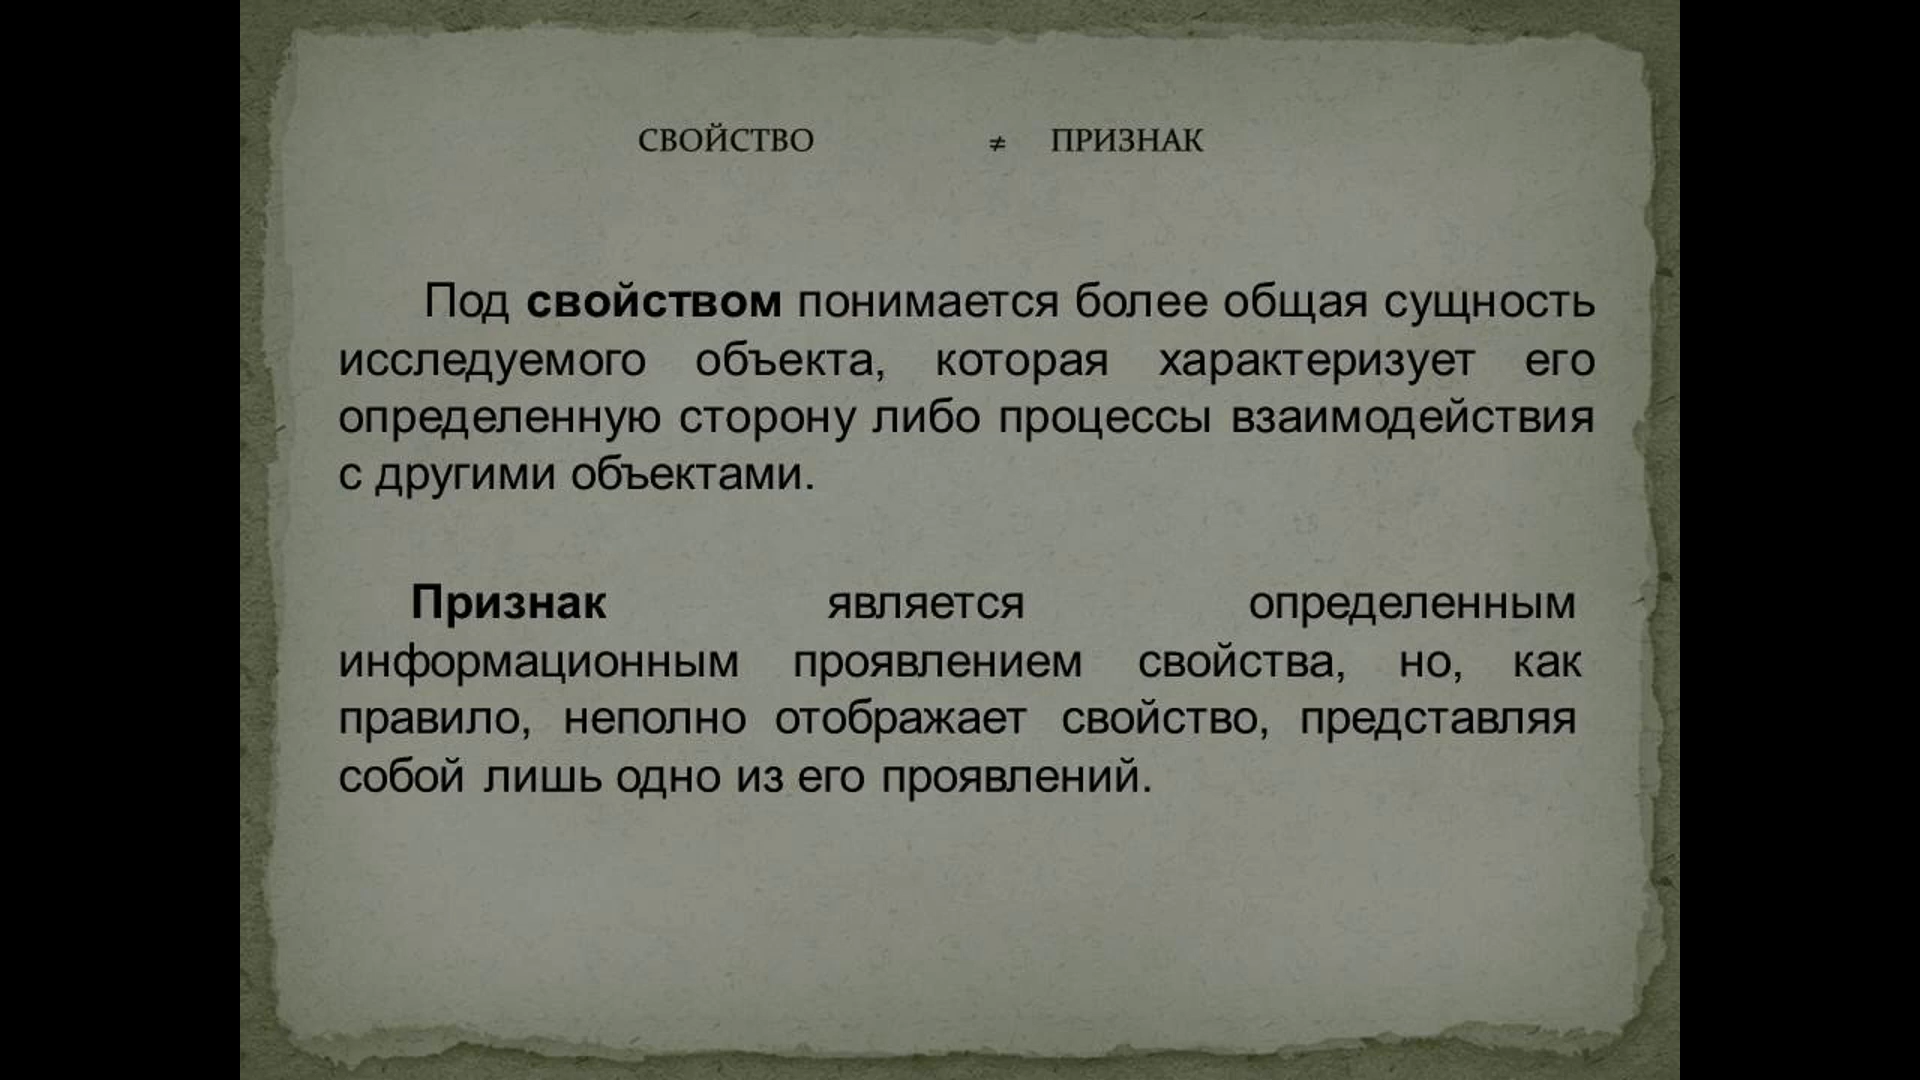 СВОЙСТВО ≠ ПРИЗНАК
Под свойством понимается более общая сущность
исследуемого объекта, которая характеризует его
определенную сторону либо процессы взаимодействия
с другими объектами.
Признак является определенным
информационным проявлением свойства, но, как
правило, неполно отображает свойство, представляя
собой лишь одно из его проявлений.